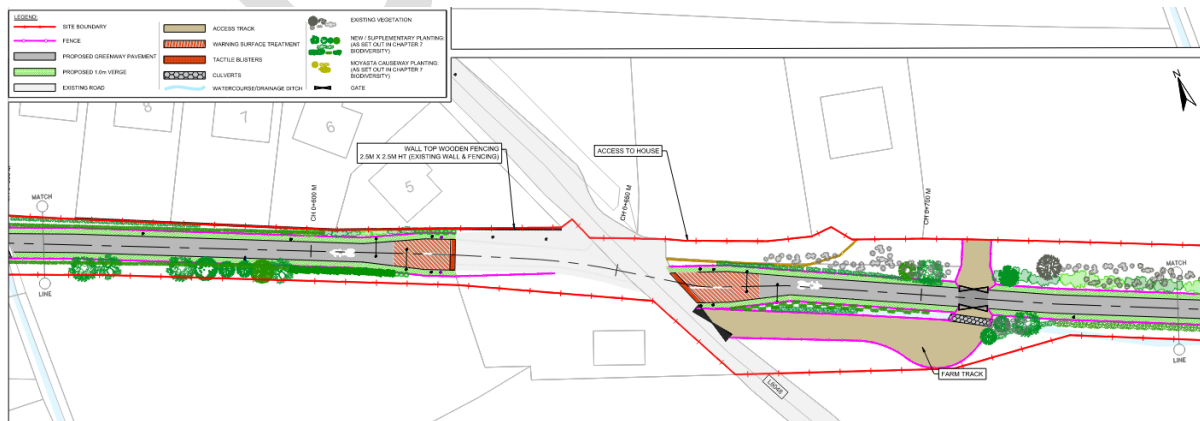 LEGEND:
SITE BOUNDARY
FENCE
PROPOSED GREENWAY PAVEMENT
PROPOSED 1.0m VERGE
EXISTING ROAD
ACCESS TRACK
WARNING SURFACE TREATMENT
TACTILE BLISTERS
CULVERTS
WATERCOURSE/DRAINAGE DITCH
EXISTING VEGETATION
NEW / SUPPLEMENTARY PLANTING:
(AS SET OUT IN CHAPTER 7
BIODIVERSITY)
MOYASTA CAUSEWAY PLANTING:
(AS SET OUT IN CHAPTER 7
BIODIVERSITY)
GATE
N
8
7
6
5
WALL TOP WOODEN FENCING
2.5M X 2.5M HT (EXISTING WALL & FENCING)
ACCESS TO HOUSE
MATCH
LINE
CH 0+600 M
CH 0+650 M
CH 0+700 M
MATCH
LINE
FARM TRACK
L6048